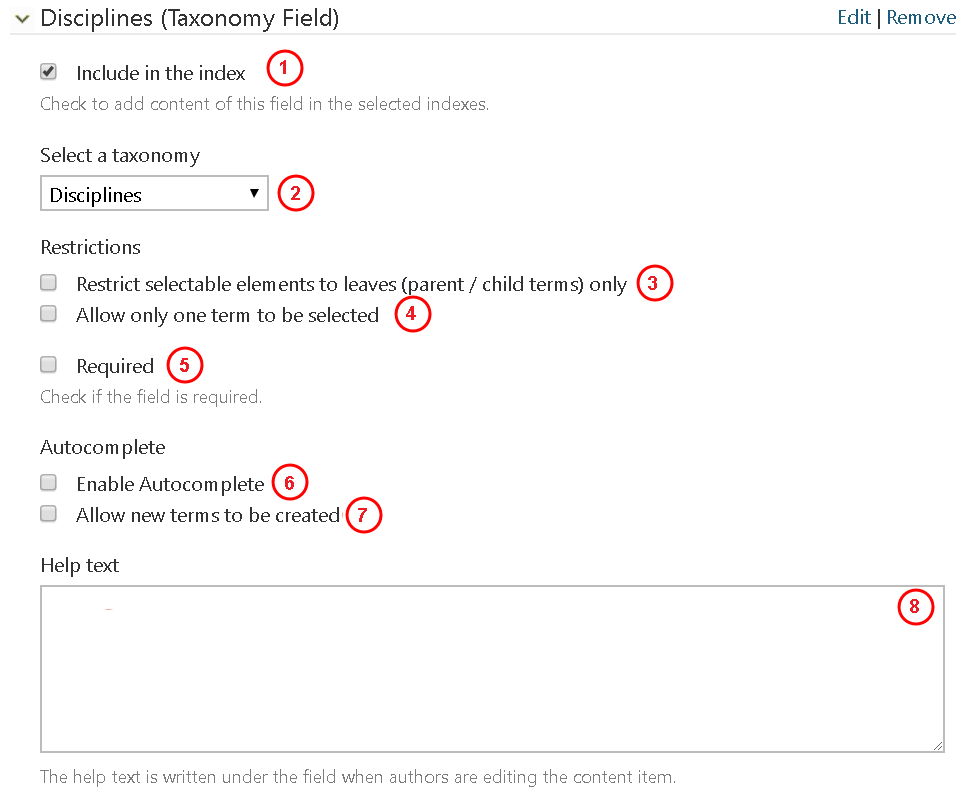 Disciplines (Taxonomy Field) Edit | Remove
Include in the index 1
Check to add content of this field in the selected indexes.
Select a taxonomy
Disciplines 2
Restrictions
Restrict selectable elements to leaves (parent / child terms) only 3
Allow only one term to be selected 4
Required 5
Check if the field is required.
Autocomplete
Enable Autocomplete 6
Allow new terms to be created 7
Help text
8
The help text is written under the field when authors are editing the content item.